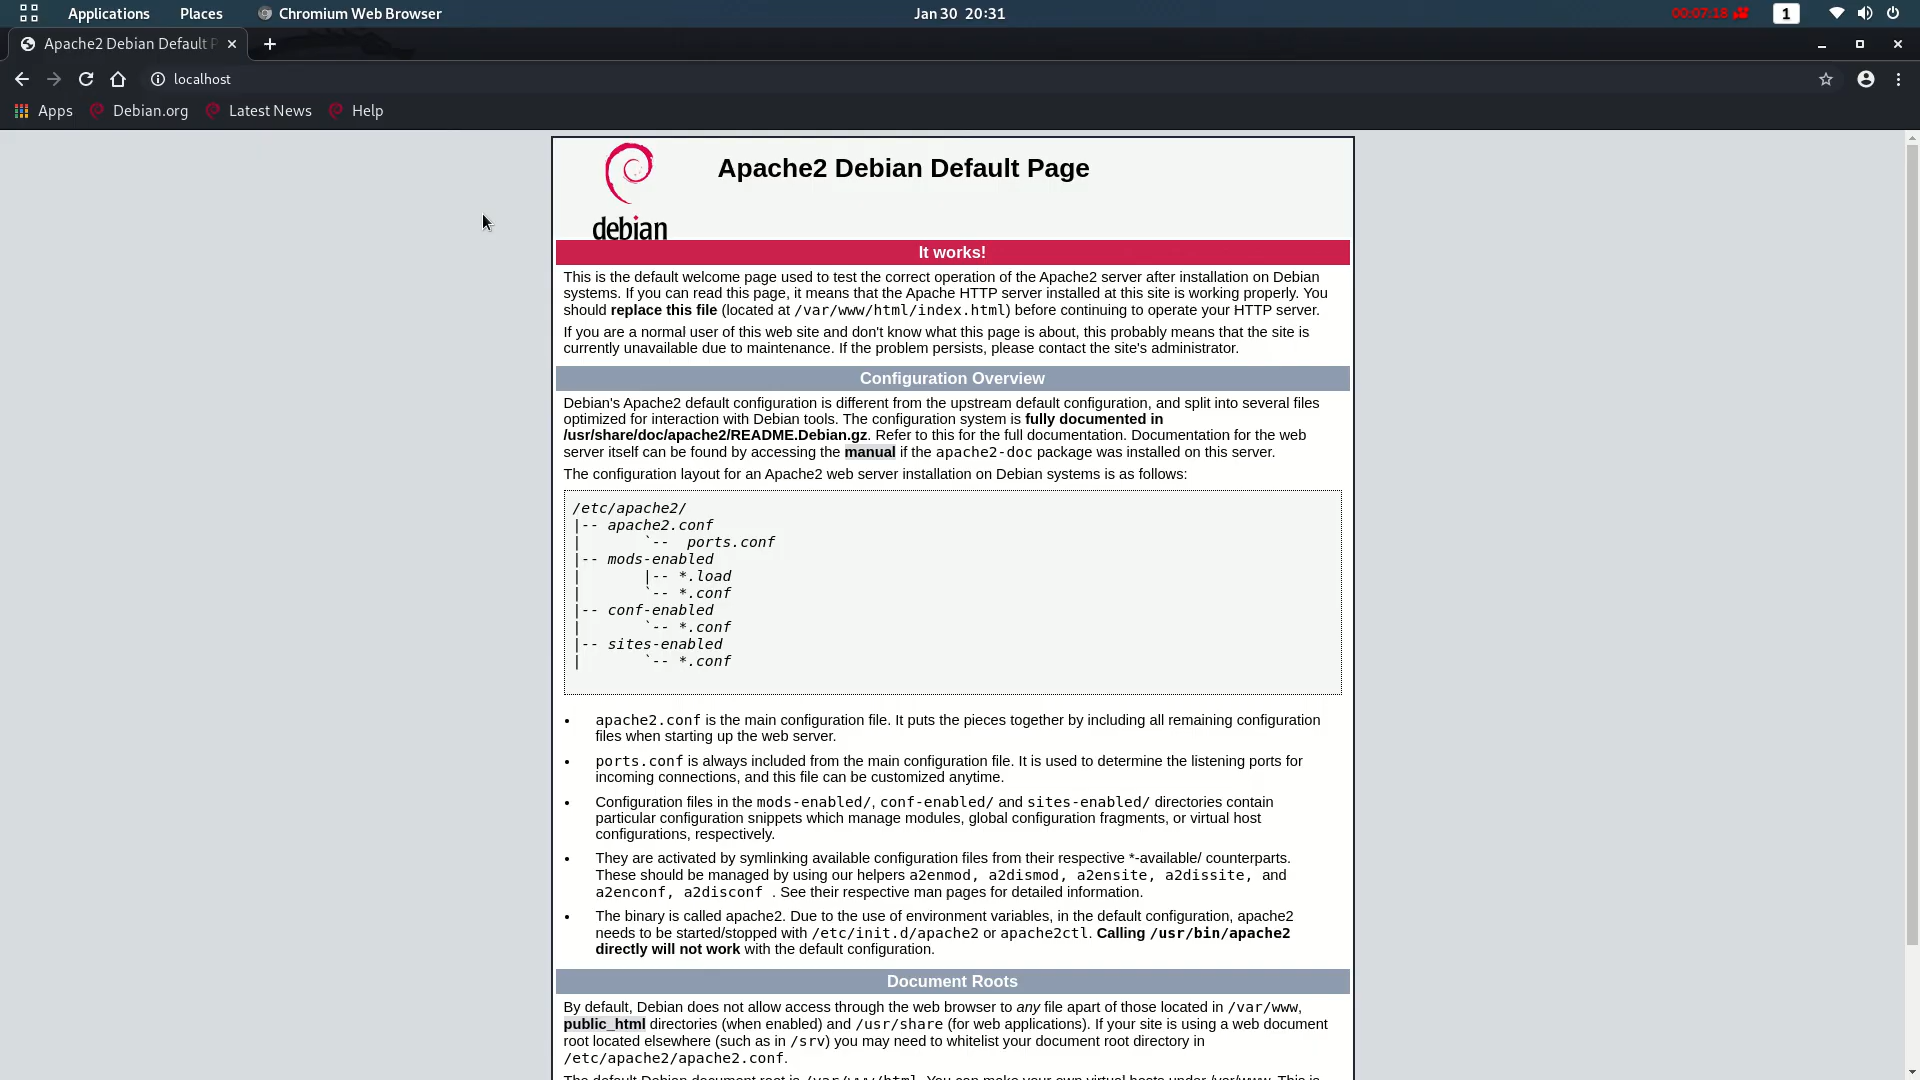 Applications Places Chromium Web Browser Jan 30 20:31 00:07:18 1
Apache2 Debian Default P
localhost
Apps Debian.org Latest News Help
debian
Apache2 Debian Default Page
It works!
This is the default welcome page used to test the correct operation of the Apache2 server after installation on Debian
systems. If you can read this page, it means that the Apache HTTP server installed at this site is working properly. You
should replace this file (located at /var/www/html/index.html) before continuing to operate your HTTP server.
If you are a normal user of this web site and don't know what this page is about, this probably means that the site is
currently unavailable due to maintenance. If the problem persists, please contact the site's administrator.
Configuration Overview
Debian's Apache2 default configuration is different from the upstream default configuration, and split into several files
optimized for interaction with Debian tools. The configuration system is fully documented in
/usr/share/doc/apache2/README.Debian.gz. Refer to this for the full documentation. Documentation for the web
server itself can be found by accessing the manual if the apache2-doc package was installed on this server.
The configuration layout for an Apache2 web server installation on Debian systems is as follows:
/etc/apache2/
|-- apache2.conf
|       `--  ports.conf
|-- mods-enabled
|       |-- *.load
|       `-- *.conf
|-- conf-enabled
|       `-- *.conf
|-- sites-enabled
|       `-- *.conf
• apache2.conf is the main configuration file. It puts the pieces together by including all remaining configuration
files when starting up the web server.
• ports.conf is always included from the main configuration file. It is used to determine the listening ports for
incoming connections, and this file can be customized anytime.
• Configuration files in the mods-enabled/, conf-enabled/ and sites-enabled/ directories contain
particular configuration snippets which manage modules, global configuration fragments, or virtual host
configurations, respectively.
• They are activated by symlinking available configuration files from their respective *-available/ counterparts.
These should be managed by using our helpers a2enmod, a2dismod, a2ensite, a2dissite, and
a2enconf, a2disconf . See their respective man pages for detailed information.
• The binary is called apache2. Due to the use of environment variables, in the default configuration, apache2
needs to be started/stopped with /etc/init.d/apache2 or apache2ctl. Calling /usr/bin/apache2
directly will not work with the default configuration.
Document Roots
By default, Debian does not allow access through the web browser to any file apart of those located in /var/www,
public_html directories (when enabled) and /usr/share (for web applications). If your site is using a web document
root located elsewhere (such as in /srv) you may need to whitelist your document root directory in
/etc/apache2/apache2.conf.
The default Debian document root is /var/www/html. You can make your own virtual hosts under /var/www. This is